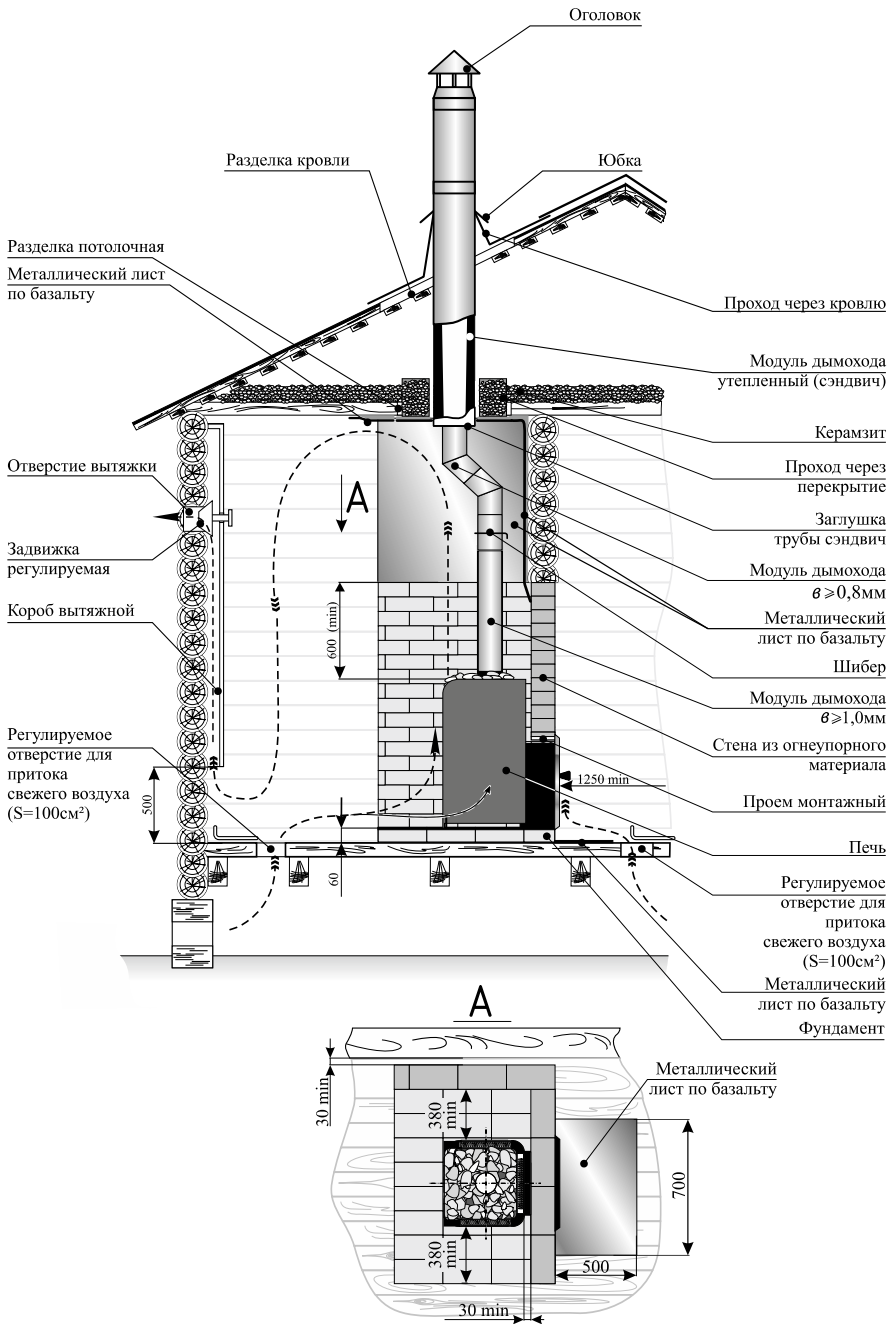 Оголовок
Разделка кровли
Юбка
Разделка потолочная
Металлический лист
по базальту
Проход через кровлю
Модуль дымохода
утепленный (сэндвич)
Керамзит
Отверстие вытяжки
А
Проход через
перекрытие
Заглушка
трубы сэндвич
Задвижка
регулируемая
Модуль дымохода
в⩾0,8мм
Короб вытяжной
600 (min)
Металлический
лист по базальту
Шибер
Модуль дымохода
в⩾1,0мм
Регулируемое
отверстие для
притока
свежего воздуха
(S=100см²)
Стена из огнеупорного
материала
500
1250 min
Проем монтажный
Печь
60
Регулируемое
отверстие для
притока
свежего воздуха
(S=100см²)
Металлический
лист по базальту
Фундамент
А
Металлический
лист по базальту
30 min
380
min
700
380
min
500
30 min